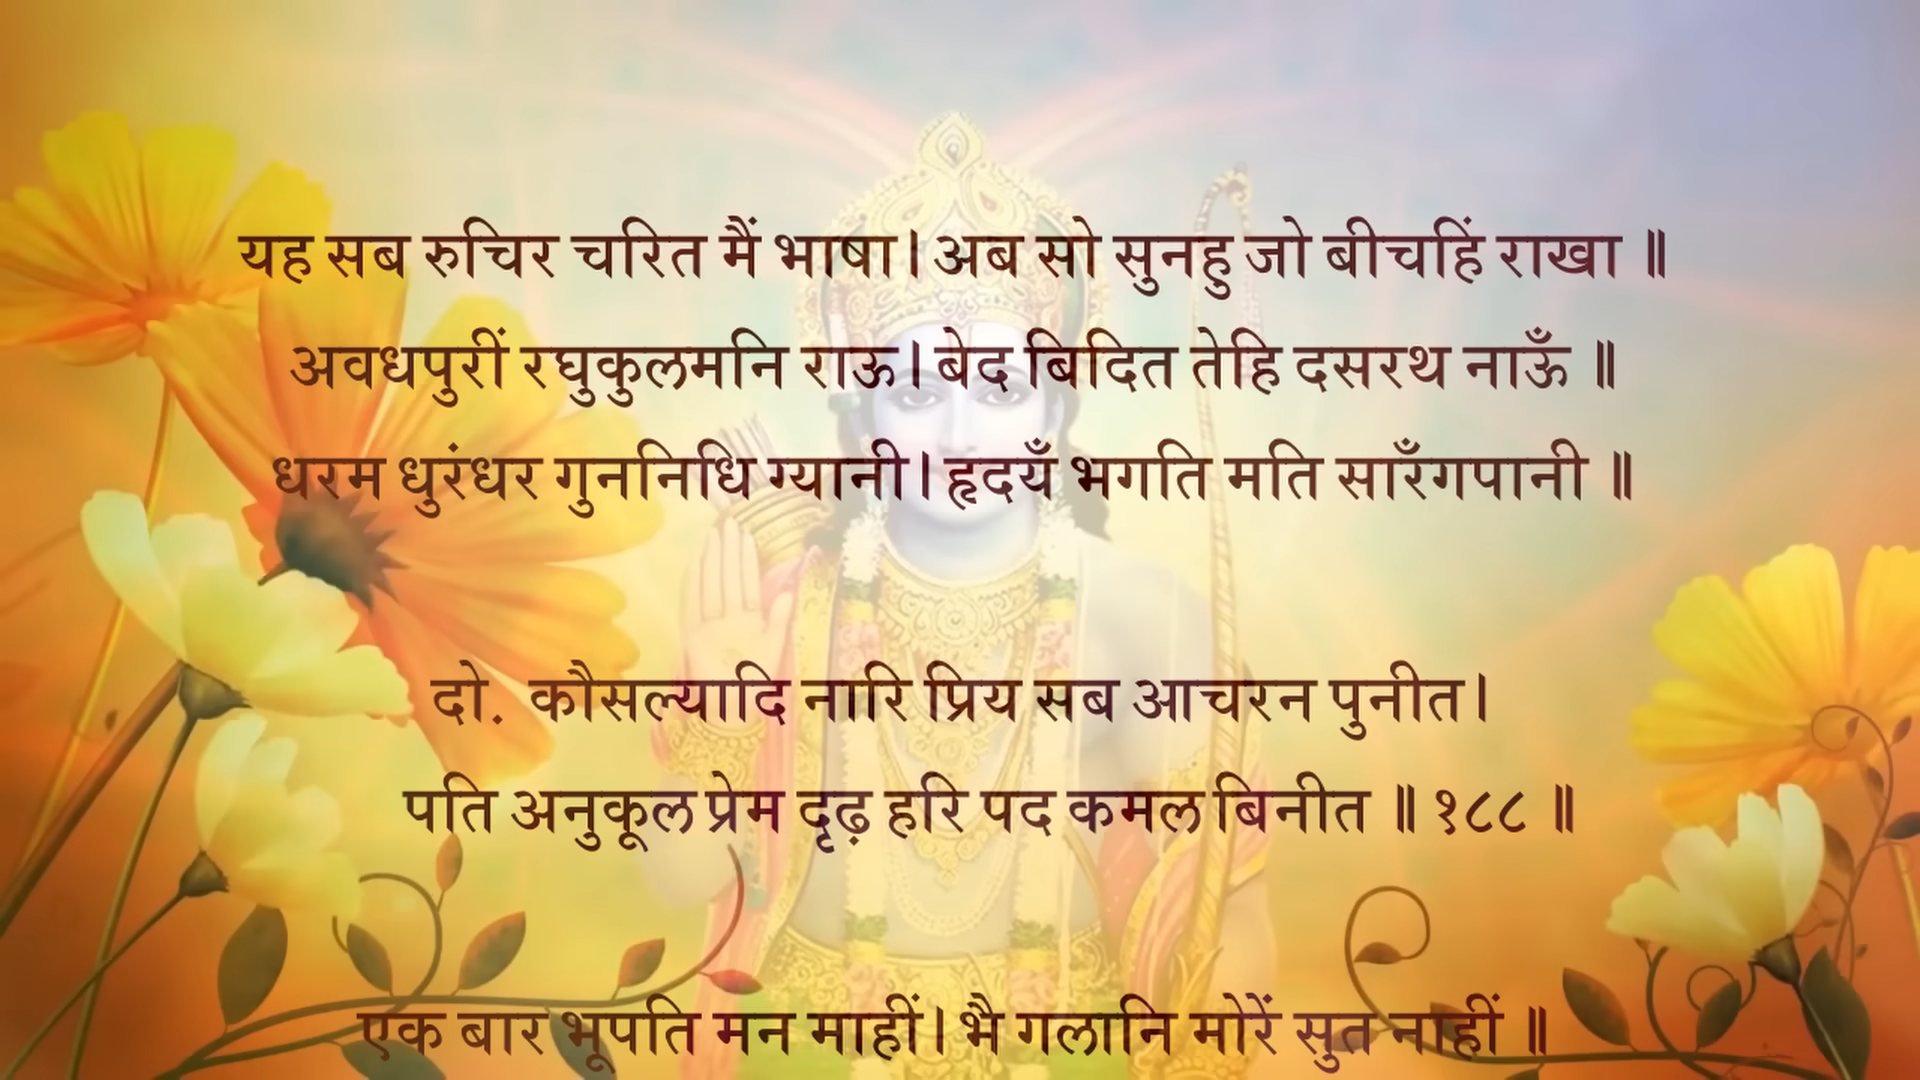 यह सब रुचिर चरित मैं भाषा। अब सो सुनहु जो बीचहिं राखा ॥
अवधपुरीं रघुकुलमनि राऊ। बेद बिदित तेहि दसरथ नाऊँ ॥
धरम धुरंधर गुननिधि ग्यानी। हृदयँ भगति मति सारँगपानी ॥
दो. कौसल्यादि नारि प्रिय सब आचरन पुनीत।
पति अनुकूल प्रेम दृढ़ हरि पद कमल बिनीत ॥ १८८ ॥
एक बार भूपति मन माहीं। भै गलानि मोरें सुत नाहीं ॥